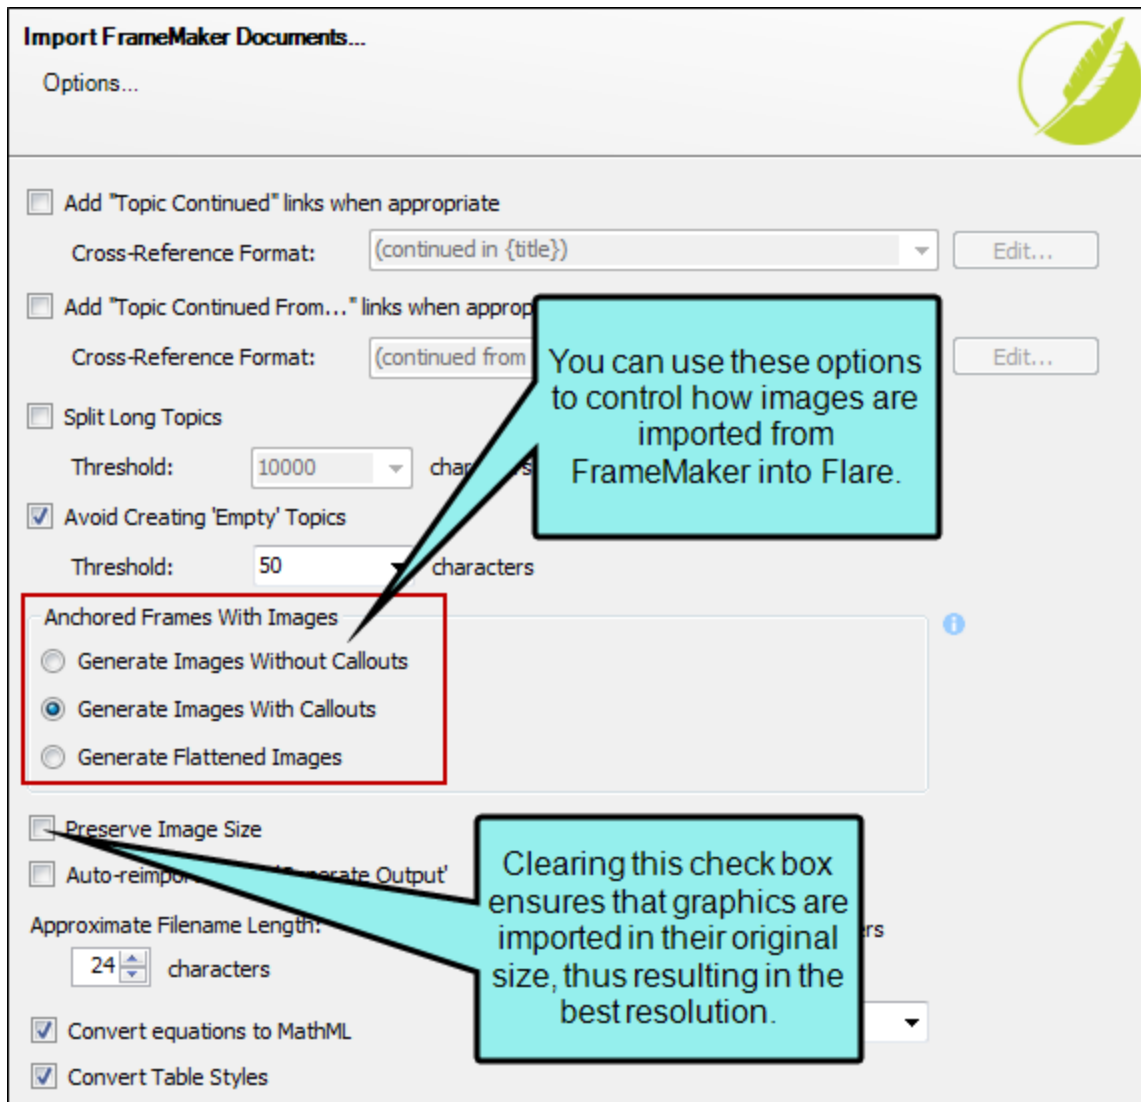 Import FrameMaker Documents...
Options...
Add "Topic Continued" links when appropriate
Cross-Reference Format:
(continued in {title})
Edit...
Add "Topic Continued From..." links when approp
Cross-Reference Format:
(continued from
Edit...
Split Long Topics
Threshold:
10000
characters
Avoid Creating 'Empty' Topics
Threshold:
50
characters
You can use these options
to control how images are
imported from
FrameMaker into Flare.
Anchored Frames With Images
Generate Images Without Callouts
Generate Images With Callouts
Generate Flattened Images
Preserve Image Size
Auto-reimpor Generate Output'
Clearing this check box
ensures that graphics are
imported in their original
size, thus resulting in the
best resolution.
Approximate Filename Length:
24
characters
ers
Convert equations to MathML
Convert Table Styles